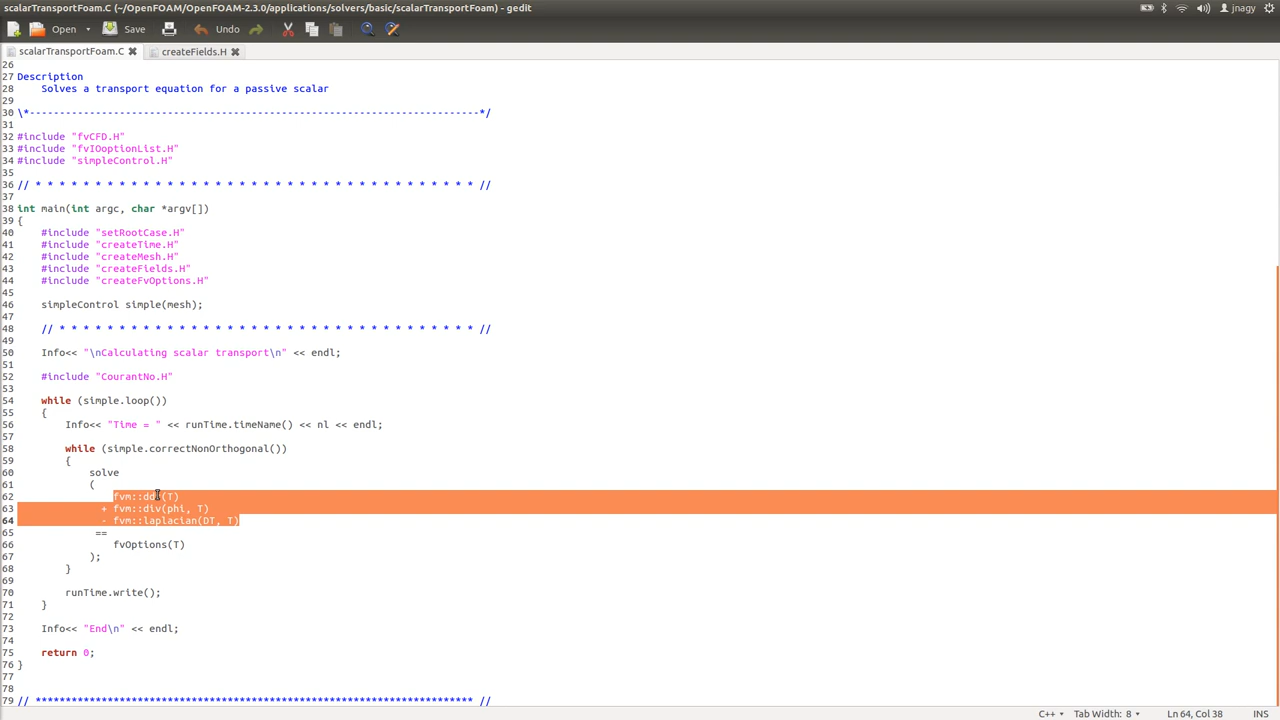 scalarTransportFoam.C (~/OpenFOAM/OpenFOAM-2.3.0/applications/solvers/basic/scalarTransportFoam) - gedit
jnagy
Open Save Undo
scalarTransportFoam.C createFields.H
26
27 Description
28     Solves a transport equation for a passive scalar
29
30 \*---------------------------------------------------------------------------*/
31
32 #include "fvCFD.H"
33 #include "fvIOoptionList.H"
34 #include "simpleControl.H"
35
36 // * * * * * * * * * * * * * * * * * * * * * * * * * * * * * * * * * * * * * //
37
38 int main(int argc, char *argv[])
39 {
40     #include "setRootCase.H"
41     #include "createTime.H"
42     #include "createMesh.H"
43     #include "createFields.H"
44     #include "createFvOptions.H"
45
46     simpleControl simple(mesh);
47
48     // * * * * * * * * * * * * * * * * * * * * * * * * * * * * * * * * * * * //
49
50     Info<< "\nCalculating scalar transport\n" << endl;
51
52     #include "CourantNo.H"
53
54     while (simple.loop())
55     {
56         Info<< "Time = " << runTime.timeName() << nl << endl;
57
58         while (simple.correctNonOrthogonal())
59         {
60             solve
61             (
62                 fvm::ddt(T)
63               + fvm::div(phi, T)
64               - fvm::laplacian(DT, T)
65              ==
66                 fvOptions(T)
67             );
68         }
69
70         runTime.write();
71     }
72
73     Info<< "End\n" << endl;
74
75     return 0;
76 }
77
78
79 // ************************************************************************* //
C++ Tab Width: 8 Ln 64, Col 38 INS